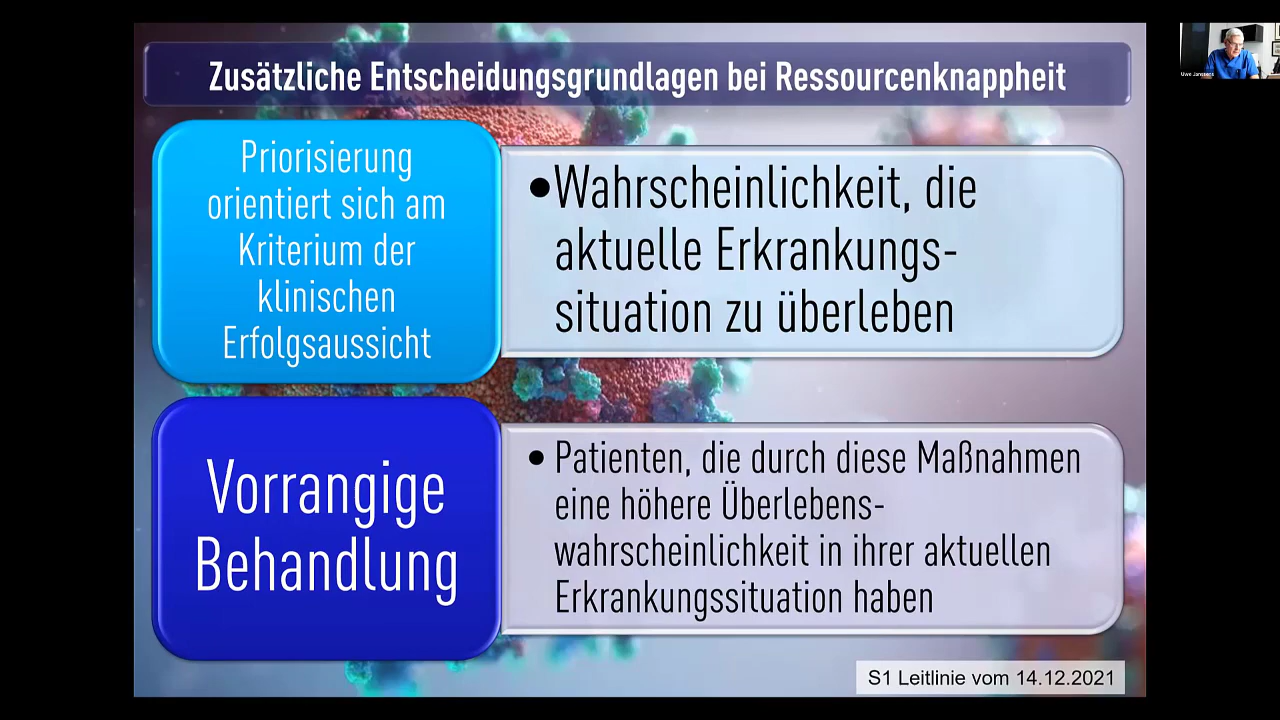 Zusätzliche Entscheidungsgrundlagen bei Ressourcenknappheit
Priorisierung
orientiert sich am
Kriterium der
klinischen
Erfolgsaussicht
•Wahrscheinlichkeit, die
aktuelle Erkrankungs-
situation zu überleben
Vorrangige
Behandlung
• Patienten, die durch diese Maßnahmen
eine höhere Überlebens-
wahrscheinlichkeit in ihrer aktuellen
Erkrankungssituation haben
S1 Leitlinie vom 14.12.2021
Uwe Janssens